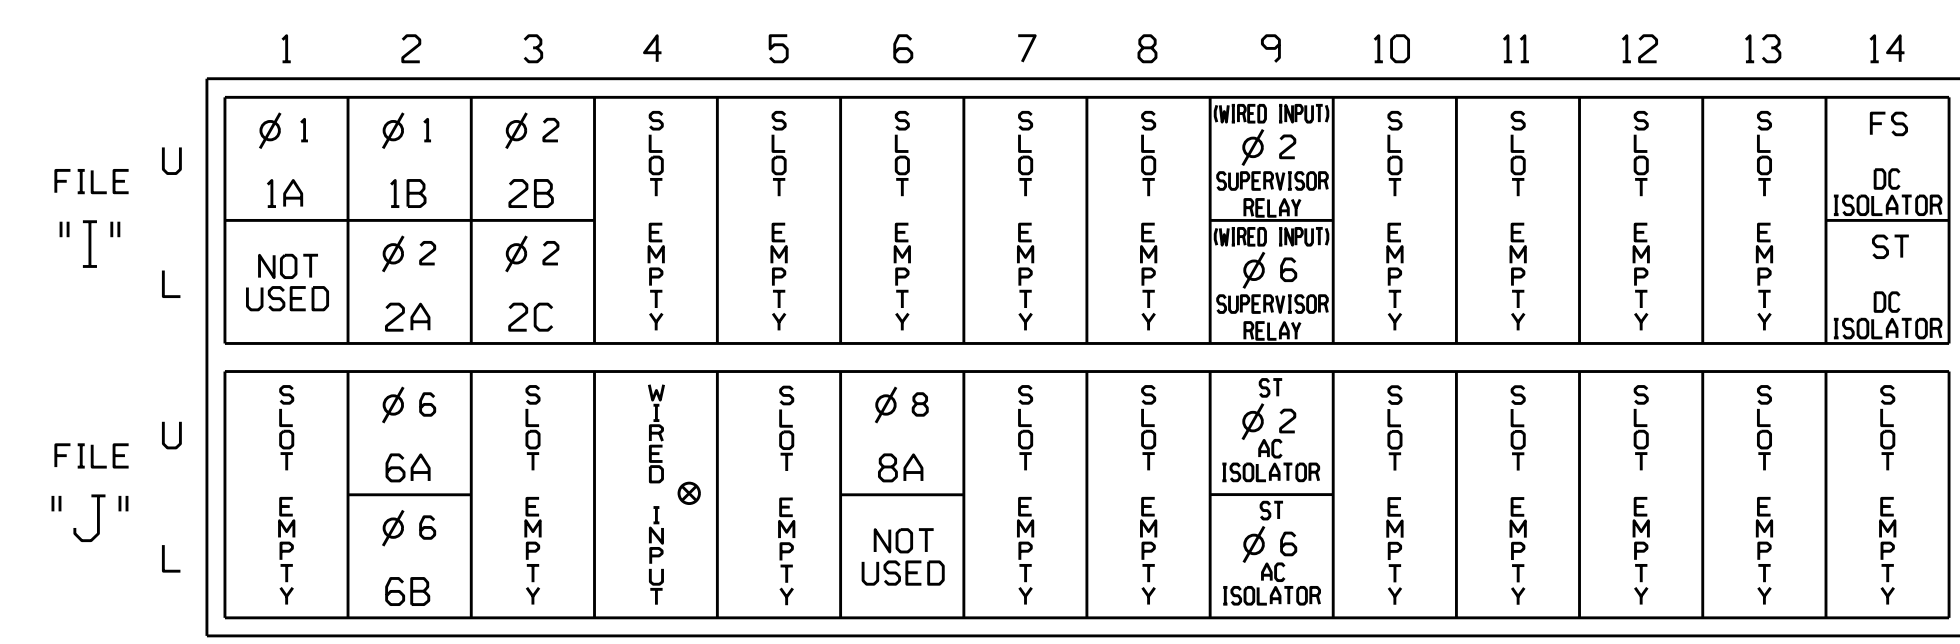 1 2 3 4 5 6 7 8 9 10 11 12 13 14
FILE "I"
U
Ø 1 1A
Ø 1 1B
Ø 2 2B
SLOT EMPTY
SLOT EMPTY
SLOT EMPTY
SLOT EMPTY
SLOT EMPTY
(WIRED INPUT)
Ø 2
SUPERVISOR
RELAY
SLOT EMPTY
SLOT EMPTY
SLOT EMPTY
SLOT EMPTY
FS
DC
ISOLATOR
L
NOT
USED
Ø 2
2A
Ø 2
2C
(WIRED INPUT)
Ø 6
SUPERVISOR
RELAY
ST
DC
ISOLATOR
FILE "J"
U
SLOT EMPTY
Ø 6
6A
SLOT EMPTY
WIRED INPUT
⊗
SLOT EMPTY
Ø 8
8A
SLOT EMPTY
SLOT EMPTY
ST
Ø 2
AC
ISOLATOR
SLOT EMPTY
SLOT EMPTY
SLOT EMPTY
SLOT EMPTY
SLOT EMPTY
L
Ø 6
6B
NOT
USED
ST
Ø 6
AC
ISOLATOR